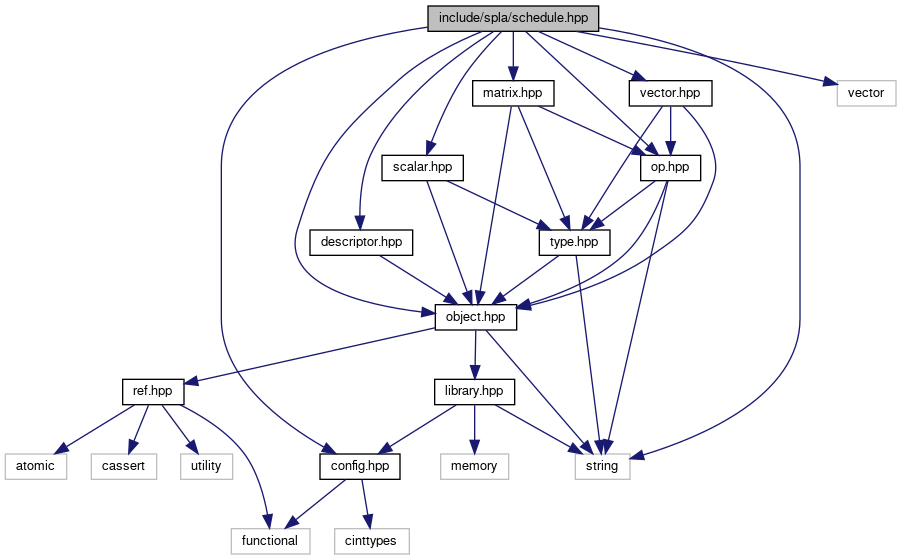 include/spla/schedule.hpp
matrix.hpp
vector.hpp
vector
scalar.hpp
op.hpp
descriptor.hpp
type.hpp
object.hpp
ref.hpp
library.hpp
atomic
cassert
utility
config.hpp
memory
string
functional
cinttypes